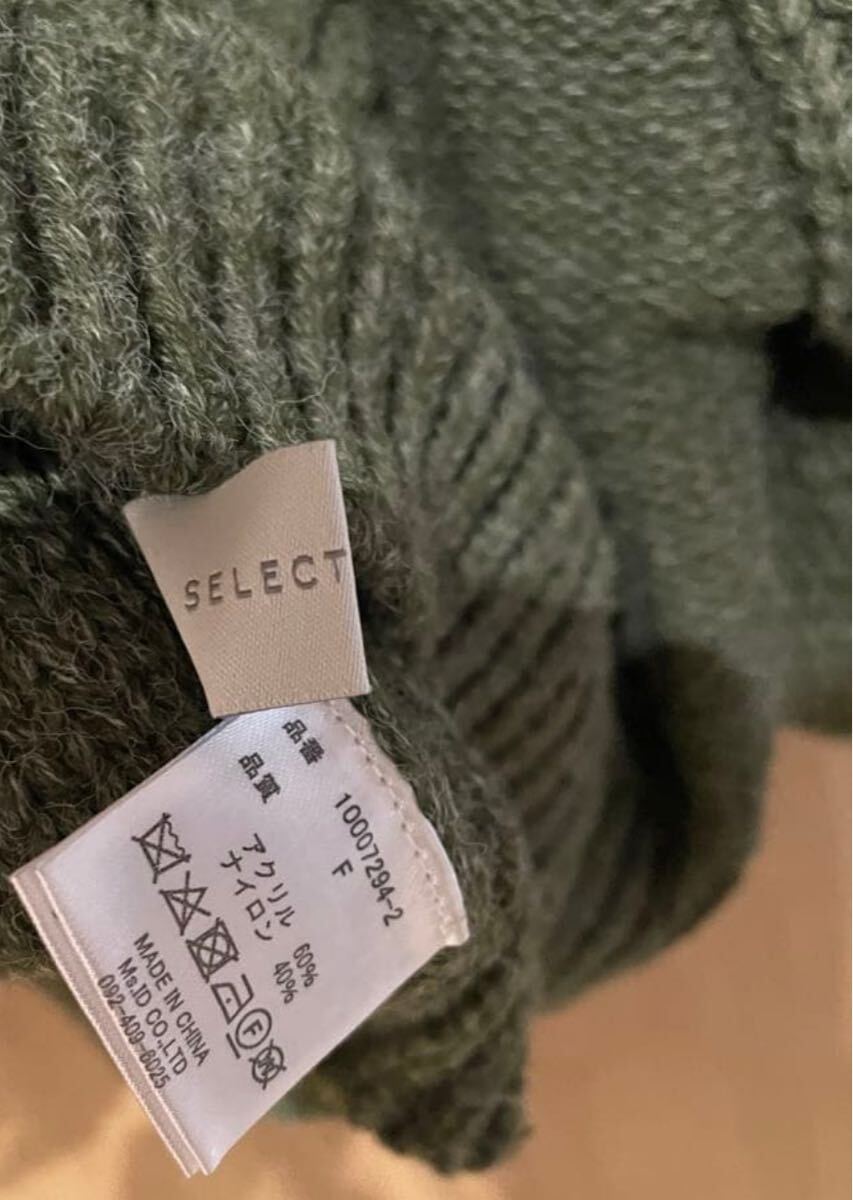 SELECT
品番
10007294-2
F
品質
アクリル 60%
ナイロン 40%
F
W
MADE IN CHINA
Ms.ID CO.,LTD
092-409-6025